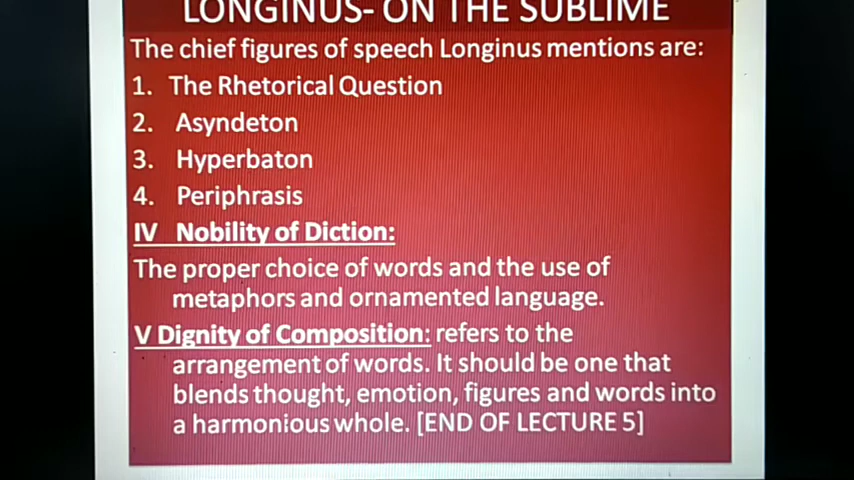 LONGINUS- ON THE SUBLIME
The chief figures of speech Longinus mentions are:
1. The Rhetorical Question
2. Asyndeton
3. Hyperbaton
4. Periphrasis
IV Nobility of Diction:
The proper choice of words and the use of
metaphors and ornamented language.
V Dignity of Composition: refers to the
arrangement of words. It should be one that
blends thought, emotion, figures and words into
a harmonious whole. [END OF LECTURE 5]